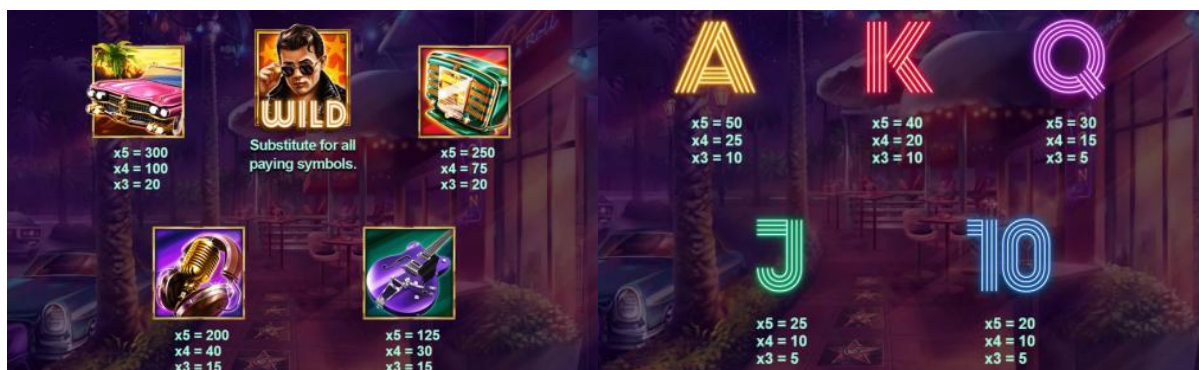 WILD
Substitute for all
paying symbols.
x5 = 300
x4 = 100
x3 = 20
x5 = 250
x4 = 75
x3 = 20
x5 = 200
x4 = 40
x3 = 15
x5 = 125
x4 = 30
x3 = 15
A
x5 = 50
x4 = 25
x3 = 10
K
x5 = 40
x4 = 20
x3 = 10
Q
x5 = 30
x4 = 15
x3 = 5
J
x5 = 25
x4 = 10
x3 = 5
10
x5 = 20
x4 = 10
x3 = 5